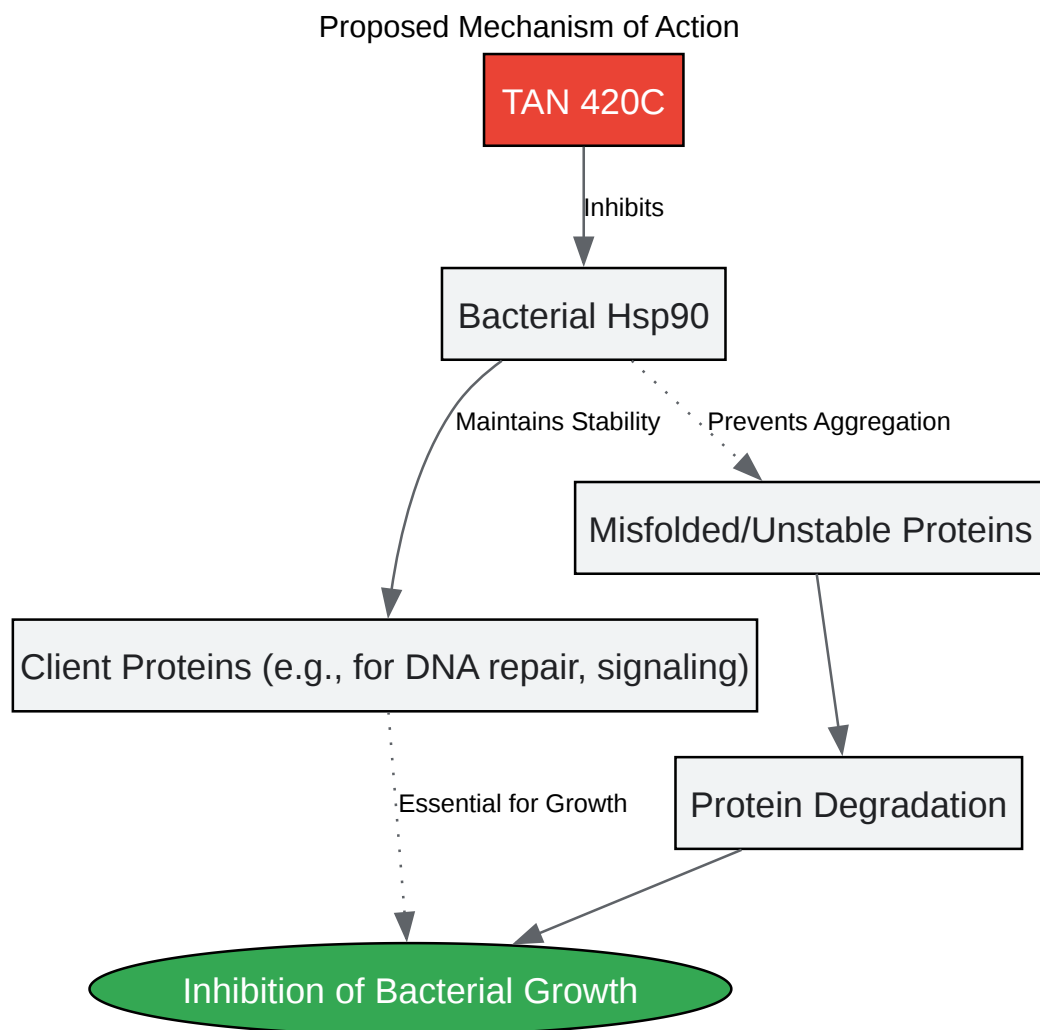 Proposed Mechanism of Action
TAN 420C
Inhibits
Bacterial Hsp90
Maintains Stability
Prevents Aggregation
Misfolded/Unstable Proteins
Client Proteins (e.g., for DNA repair, signaling)
Essential for Growth
Protein Degradation
Inhibition of Bacterial Growth